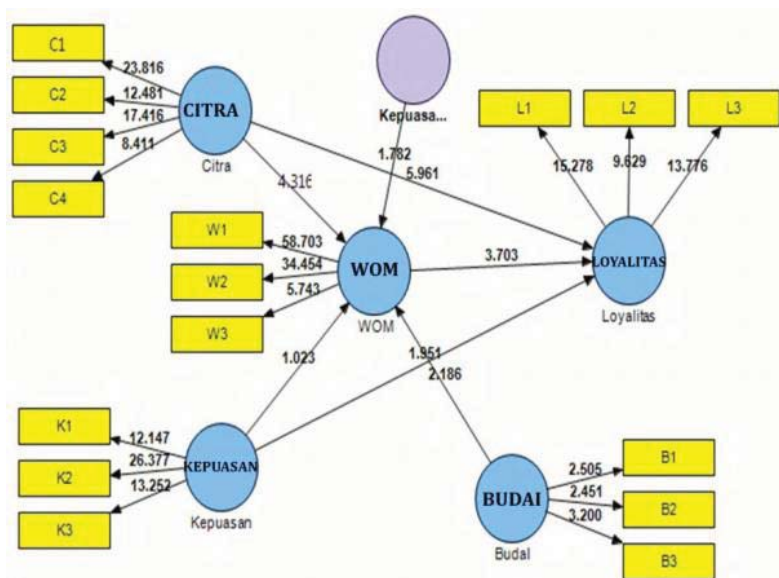 C1
23.816
C2
12.481
C3
17.416
C4
8.411
CITRA
Citra
Kepuasa...
1.782
5.961
4.316
L1
L2
L3
15.278
9.629
13.776
W1
58.703
W2
34.454
W3
5.743
WOM
WOM
3.703
LOYALITAS
Loyalitas
1.023
1.951
2.186
K1
12.147
K2
26.377
K3
13.252
KEPUASAN
Kepuasan
BUDAI
Budal
B1
2.505
B2
2.451
B3
3.200